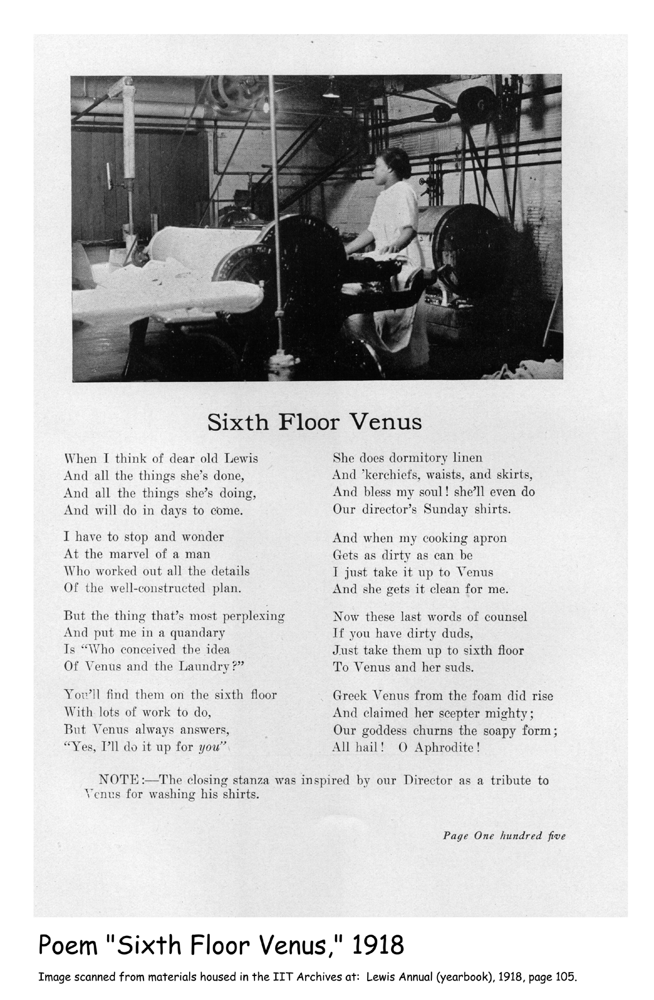 Sixth Floor Venus
When I think of dear old Lewis
And all the things she's done,
And all the things she's doing,
And will do in days to come.
I have to stop and wonder
At the marvel of a man
Who worked out all the details
Of the well-constructed plan.
But the thing that's most perplexing
And put me in a quandary
Is “Who conceived the idea
Of Venus and the Laundry?”
You'll find them on the sixth floor
With lots of work to do,
But Venus always answers,
“Yes, I'll do it up for you”
She does dormitory linen
And 'kerchiefs, waists, and skirts,
And bless my soul! she'll even do
Our director's Sunday shirts.
And when my cooking apron
Gets as dirty as can be
I just take it up to Venus
And she gets it clean for me.
Now these last words of counsel
If you have dirty duds,
Just take them up to sixth floor
To Venus and her suds.
Greek Venus from the foam did rise
And claimed her scepter mighty;
Our goddess churns the soapy form;
All hail! O Aphrodite!
NOTE:—The closing stanza was inspired by our Director as a tribute to
Venus for washing his shirts.
Page One hundred five
Poem "Sixth Floor Venus," 1918
Image scanned from materials housed in the IIT Archives at: Lewis Annual (yearbook), 1918, page 105.